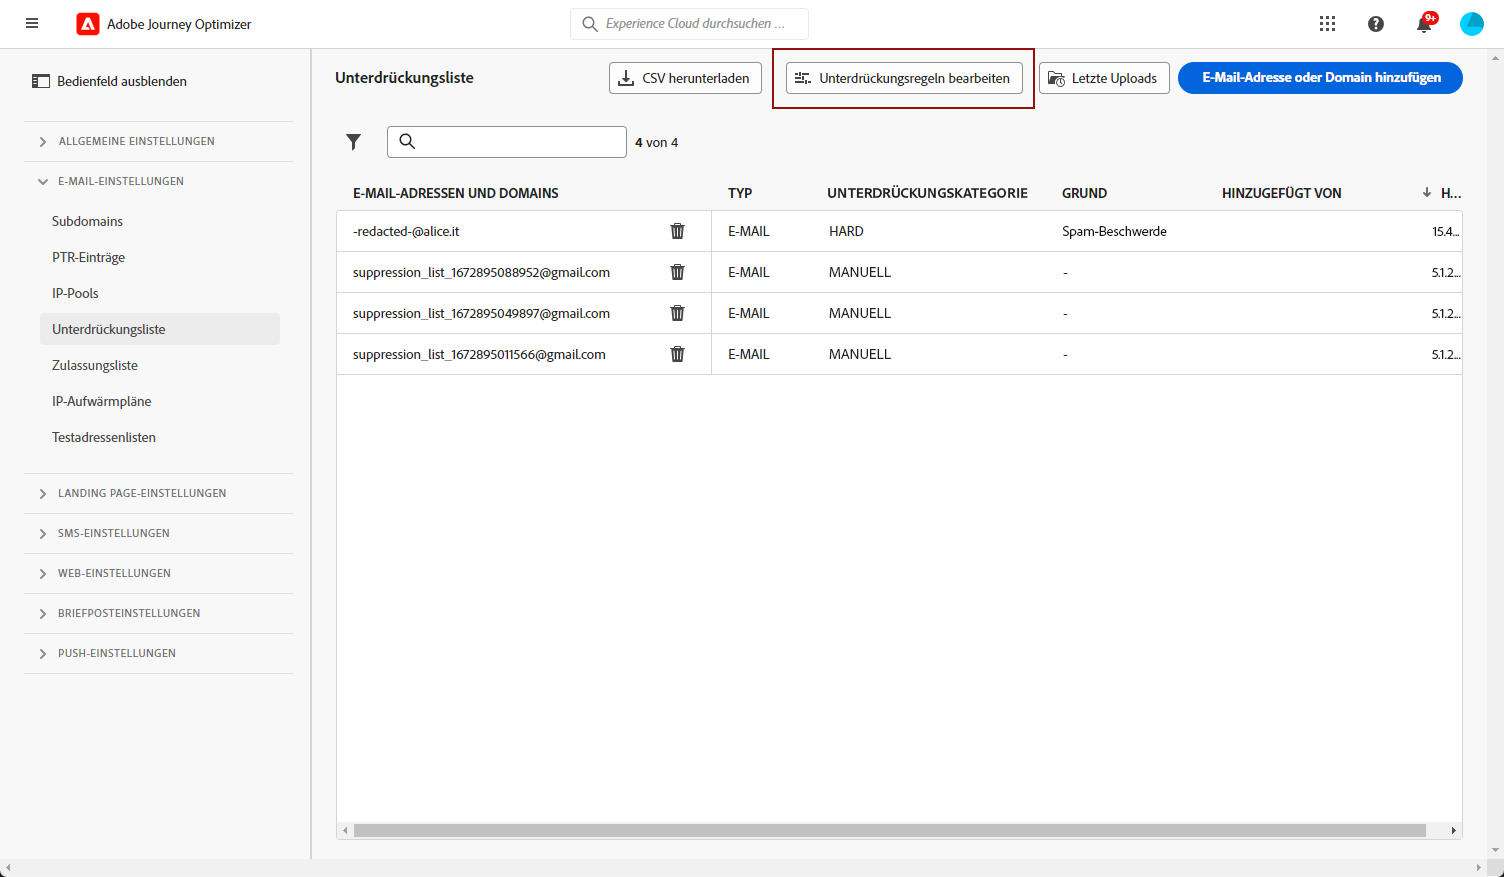 Adobe Journey Optimizer
Experience Cloud durchsuchen ...
9+
Bedienfeld ausblenden
ALLGEMEINE EINSTELLUNGEN
E-MAIL-EINSTELLUNGEN
Subdomains
PTR-Einträge
IP-Pools
Unterdrückungsliste
Zulassungsliste
IP-Aufwärmpläne
Testadressenlisten
LANDING PAGE-EINSTELLUNGEN
SMS-EINSTELLUNGEN
WEB-EINSTELLUNGEN
BRIEFPOSTEINSTELLUNGEN
PUSH-EINSTELLUNGEN
Unterdrückungsliste
CSV herunterladen
Unterdrückungsregeln bearbeiten
Letzte Uploads
E-Mail-Adresse oder Domain hinzufügen
4 von 4
E-MAIL-ADRESSEN UND DOMAINS TYP UNTERDRÜCKUNGSKATEGORIE GRUND HINZUGEFÜGT VON H...
-redacted-@alice.it E-MAIL HARD Spam-Beschwerde 15.4...
suppression_list_1672895088952@gmail.com E-MAIL MANUELL - 5.1.2...
suppression_list_1672895049897@gmail.com E-MAIL MANUELL - 5.1.2...
suppression_list_1672895011566@gmail.com E-MAIL MANUELL - 5.1.2...